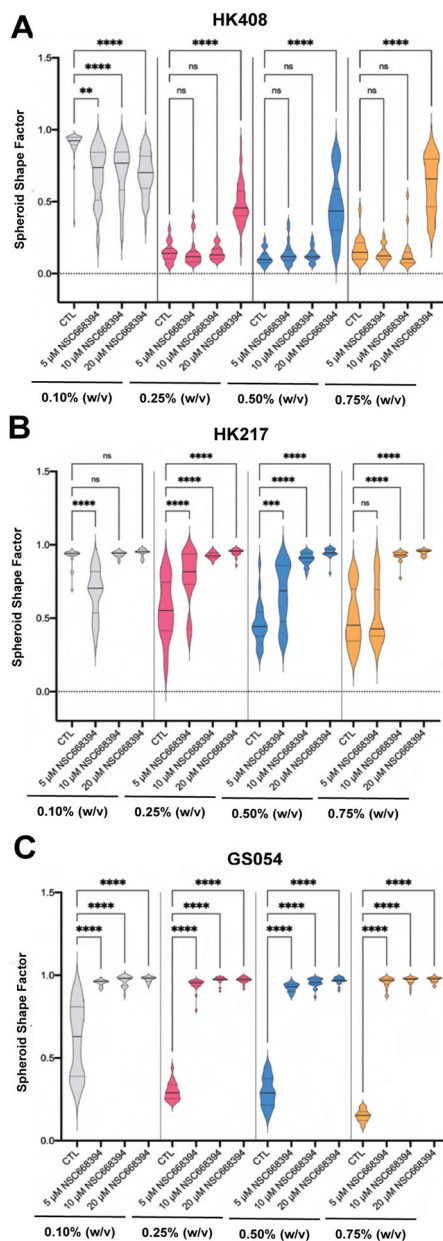 A
HK408
Spheroid Shape Factor
1.5
1.0
0.5
0.0
**** **** **** ****
**** ns ns ns
** ns ns ns
CTL 5 µM NSC668394 10 µM NSC668394 20 µM NSC668394 CTL 5 µM NSC668394 10 µM NSC668394 20 µM NSC668394 CTL 5 µM NSC668394 10 µM NSC668394 20 µM NSC668394 CTL 5 µM NSC668394 10 µM NSC668394 20 µM NSC668394
0.10% (w/v) 0.25% (w/v) 0.50% (w/v) 0.75% (w/v)
B
HK217
Spheroid Shape Factor
1.5
1.0
0.5
0.0
ns **** **** ****
ns **** **** ****
**** **** *** ns
CTL 5 µM NSC668394 10 µM NSC668394 20 µM NSC668394 CTL 5 µM NSC668394 10 µM NSC668394 20 µM NSC668394 CTL 5 µM NSC668394 10 µM NSC668394 20 µM NSC668394 CTL 5 µM NSC668394 10 µM NSC668394 20 µM NSC668394
0.10% (w/v) 0.25% (w/v) 0.50% (w/v) 0.75% (w/v)
C
GS054
Spheroid Shape Factor
1.5
1.0
0.5
0.0
**** **** **** ****
**** **** **** ****
**** **** **** ****
CTL 5 µM NSC668394 10 µM NSC668394 20 µM NSC668394 CTL 5 µM NSC668394 10 µM NSC668394 20 µM NSC668394 CTL 5 µM NSC668394 10 µM NSC668394 20 µM NSC668394 CTL 5 µM NSC668394 10 µM NSC668394 20 µM NSC668394
0.10% (w/v) 0.25% (w/v) 0.50% (w/v) 0.75% (w/v)